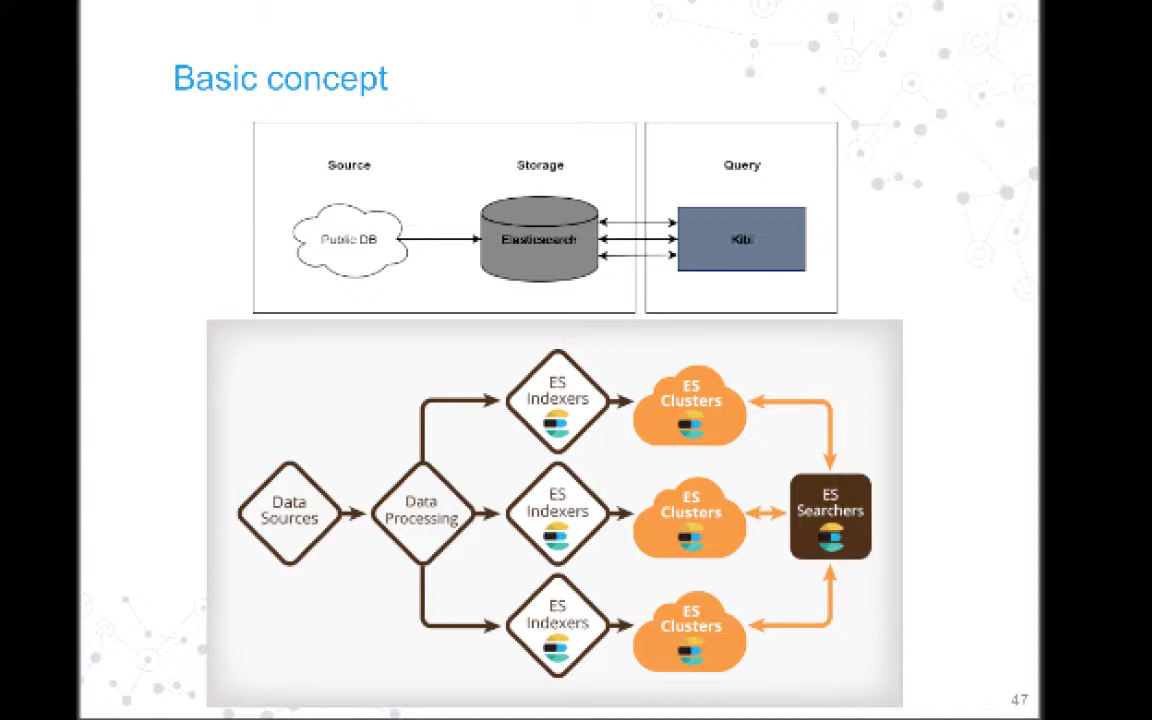 Basic concept
Source
Storage
Query
Public DB
Elasticsearch
Kibi
ES
Indexers
ES
Clusters
Data
Sources
Data
Processing
ES
Indexers
ES
Clusters
ES
Searchers
ES
Indexers
ES
Clusters
47